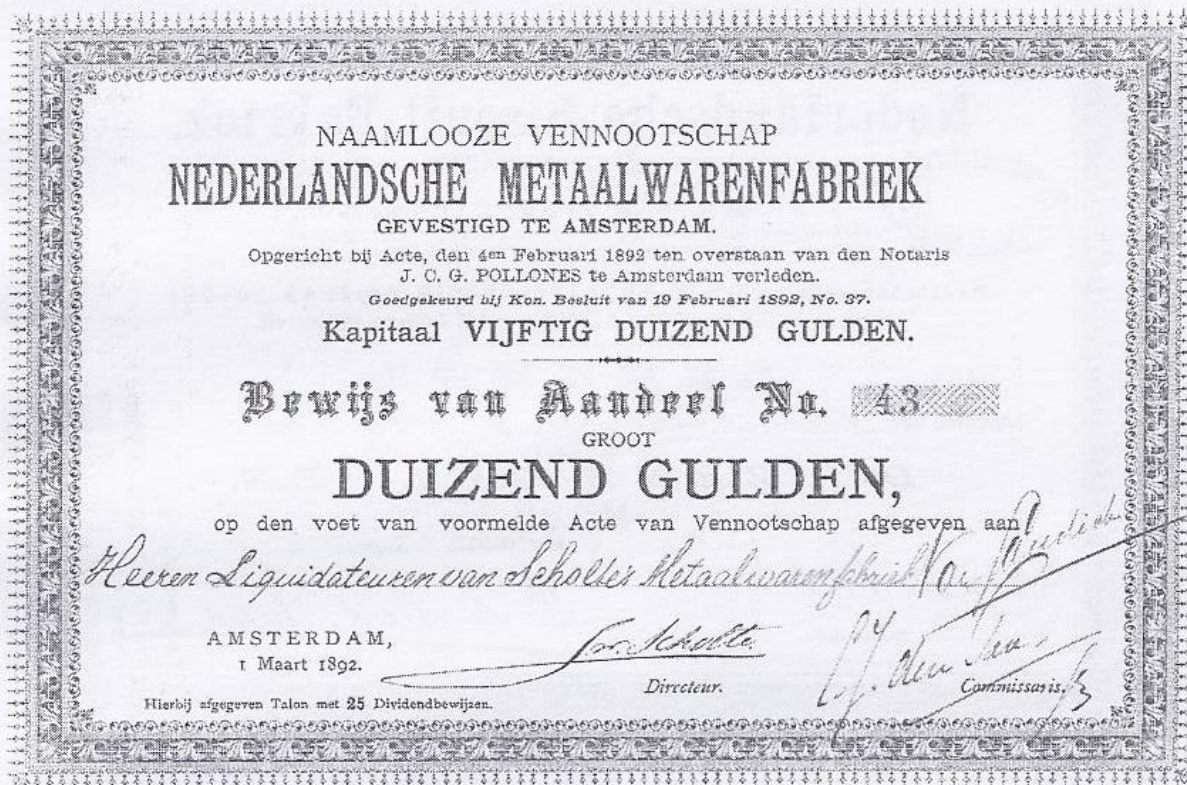 NAAMLOOZE VENNOOTSCHAP
NEDERLANDSCHE METAALWARENFABRIEK
GEVESTIGD TE AMSTERDAM.
Opgericht bij Acte, den 4en Februari 1892 ten overstaan van den Notaris
J. C. G. POLLONES te Amsterdam verleden.
Goedgekeurd bij Kon. Besluit van 19 Februari 1892, No. 37.
Kapitaal VIJFTIG DUIZEND GULDEN.
Bewijs van Aandeel No. 43
GROOT
DUIZEND GULDEN,
op den voet van voormelde Acte van Vennootschap afgegeven aan
Heeren Liquidateuren van Scholte's Metaalwarenfabriek
AMSTERDAM,
1 Maart 1892.
Scholte
Directeur.
Commissaris,
Hierbij afgegeven Talon met 25 Dividendbewijzen.